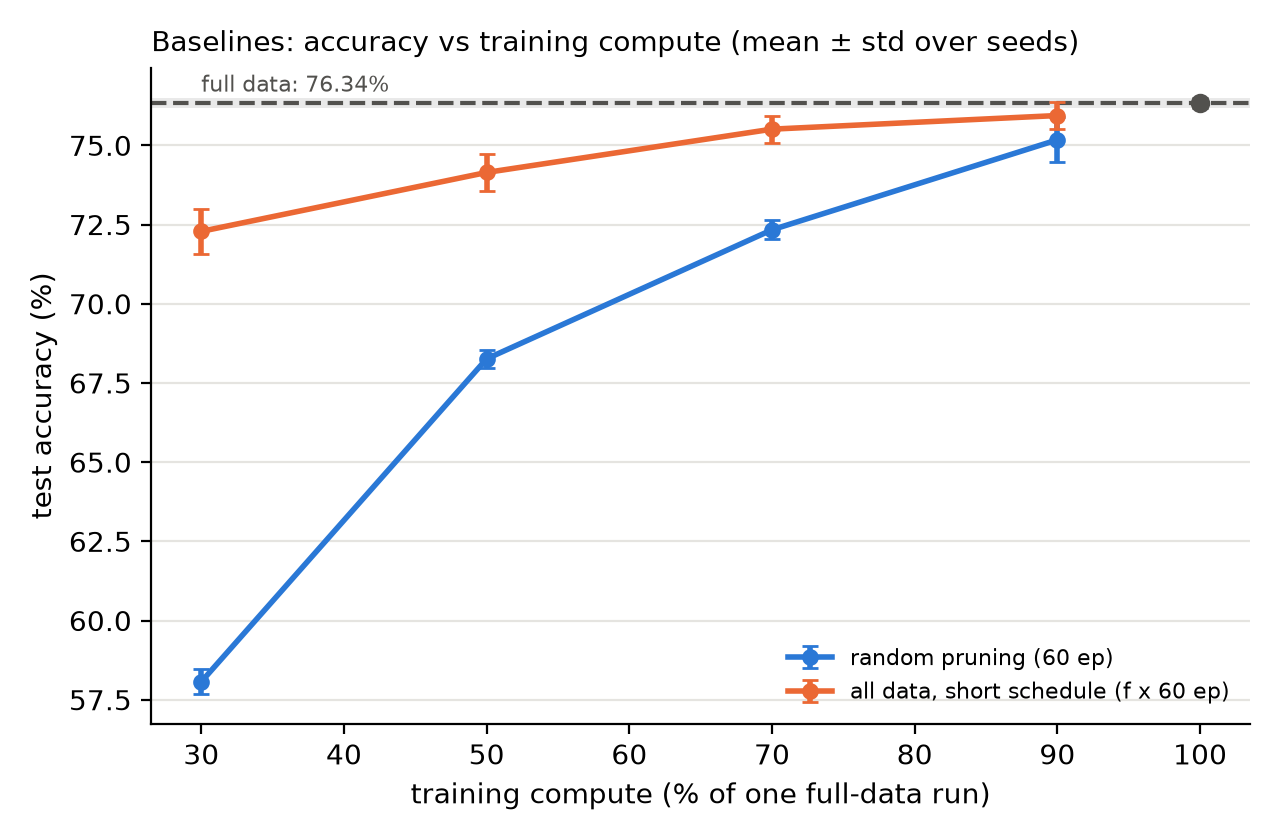 Baselines: accuracy vs training compute (mean ± std over seeds)
full data: 76.34%
75.0
72.5
70.0
67.5
65.0
62.5
60.0
57.5
test accuracy (%)
random pruning (60 ep)
all data, short schedule (f x 60 ep)
30 40 50 60 70 80 90 100
training compute (% of one full-data run)